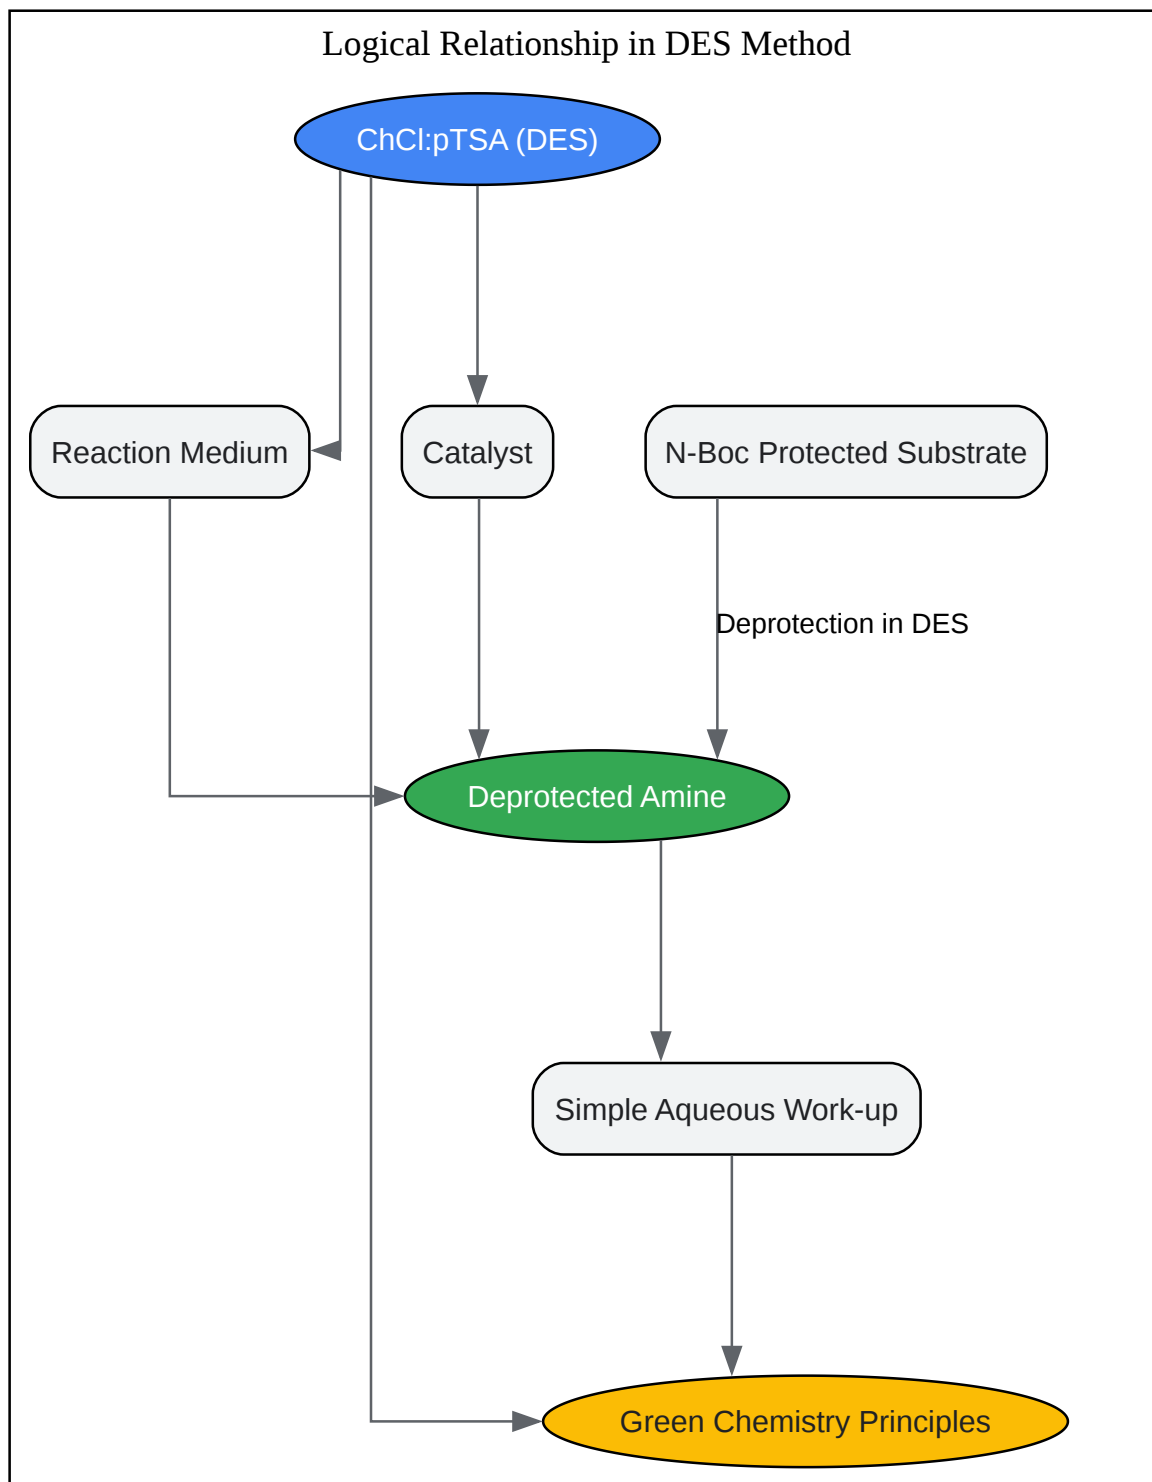 Logical Relationship in DES Method
ChCl:pTSA (DES)
Reaction Medium
Catalyst
N-Boc Protected Substrate
Deprotection in DES
Deprotected Amine
Simple Aqueous Work-up
Green Chemistry Principles